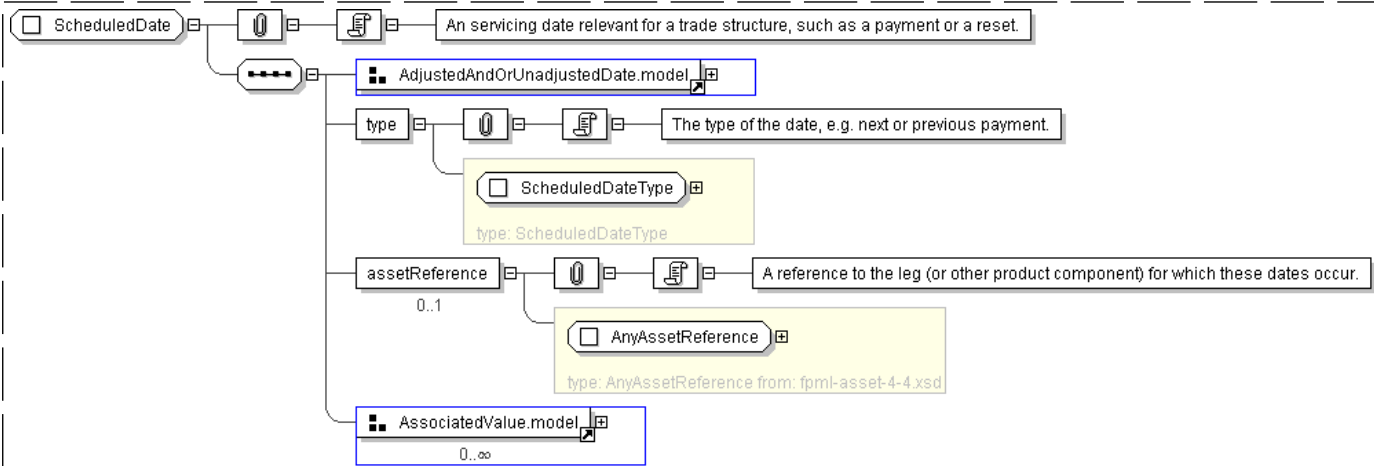 ScheduledDate
An servicing date relevant for a trade structure, such as a payment or a reset.
AdjustedAndOrUnadjustedDate.model
type
The type of the date, e.g. next or previous payment.
ScheduledDateType
type: ScheduledDateType
assetReference
A reference to the leg (or other product component) for which these dates occur.
0..1
AnyAssetReference
type: AnyAssetReference from: fpml-asset-4-4.xsd
AssociatedValue.model
0..∞